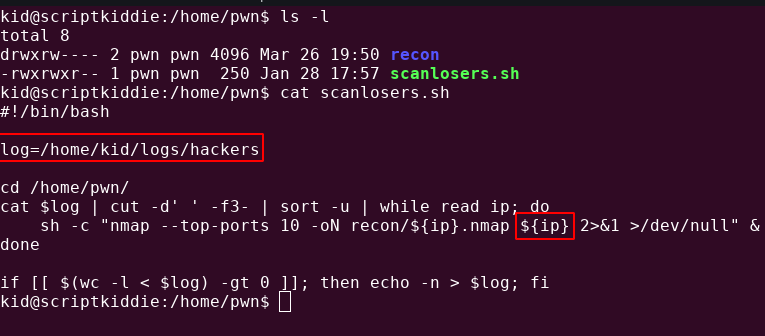 kid@scriptkiddie:/home/pwn$ ls -l
total 8
drwxrw---- 2 pwn pwn 4096 Mar 26 19:50 recon
-rwxrwxr-- 1 pwn pwn  250 Jan 28 17:57 scanlosers.sh
kid@scriptkiddie:/home/pwn$ cat scanlosers.sh
#!/bin/bash
log=/home/kid/logs/hackers
cd /home/pwn/
cat $log | cut -d' ' -f3- | sort -u | while read ip; do
    sh -c "nmap --top-ports 10 -oN recon/${ip}.nmap ${ip} 2>&1 >/dev/null" &
done
if [[ $(wc -l < $log) -gt 0 ]]; then echo -n > $log; fi
kid@scriptkiddie:/home/pwn$